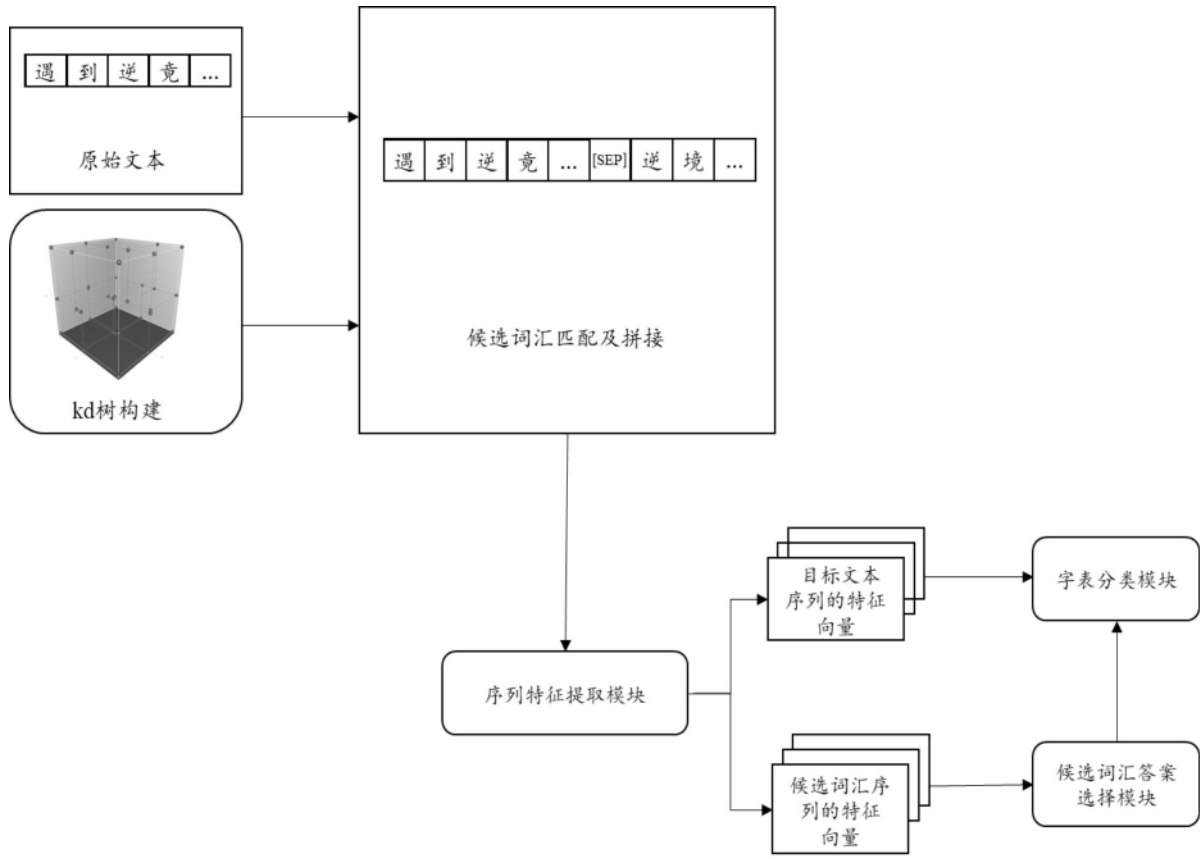 遇 到 逆 竟 ...
原始文本
kd树构建
遇 到 逆 竟 ... [SEP] 逆 境 ...
候选词汇匹配及拼接
序列特征提取模块
目标文本
序列的特征
向量
字表分类模块
候选词汇序
列的特征
向量
候选词汇答案
选择模块